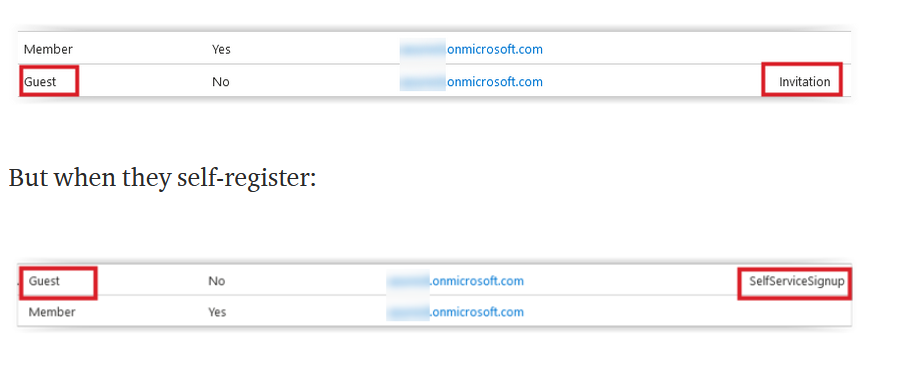 Member Yes onmicrosoft.com
Guest No onmicrosoft.com Invitation
But when they self-register:
Guest No .onmicrosoft.com SelfServiceSignup
Member Yes .onmicrosoft.com